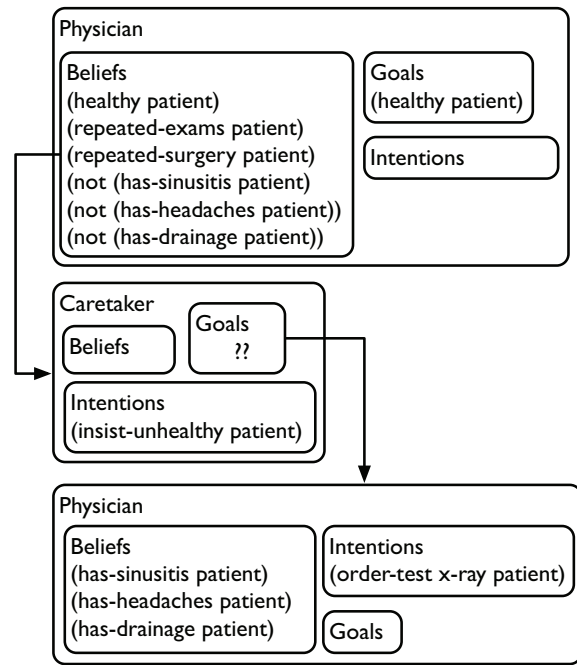 Physician
Beliefs
(healthy patient)
(repeated-exams patient)
(repeated-surgery patient)
(not (has-sinusitis patient)
(not (has-headaches patient))
(not (has-drainage patient))
Goals
(healthy patient)
Intentions
Caretaker
Beliefs
Goals
??
Intentions
(insist-unhealthy patient)
Physician
Beliefs
(has-sinusitis patient)
(has-headaches patient)
(has-drainage patient)
Intentions
(order-test x-ray patient)
Goals